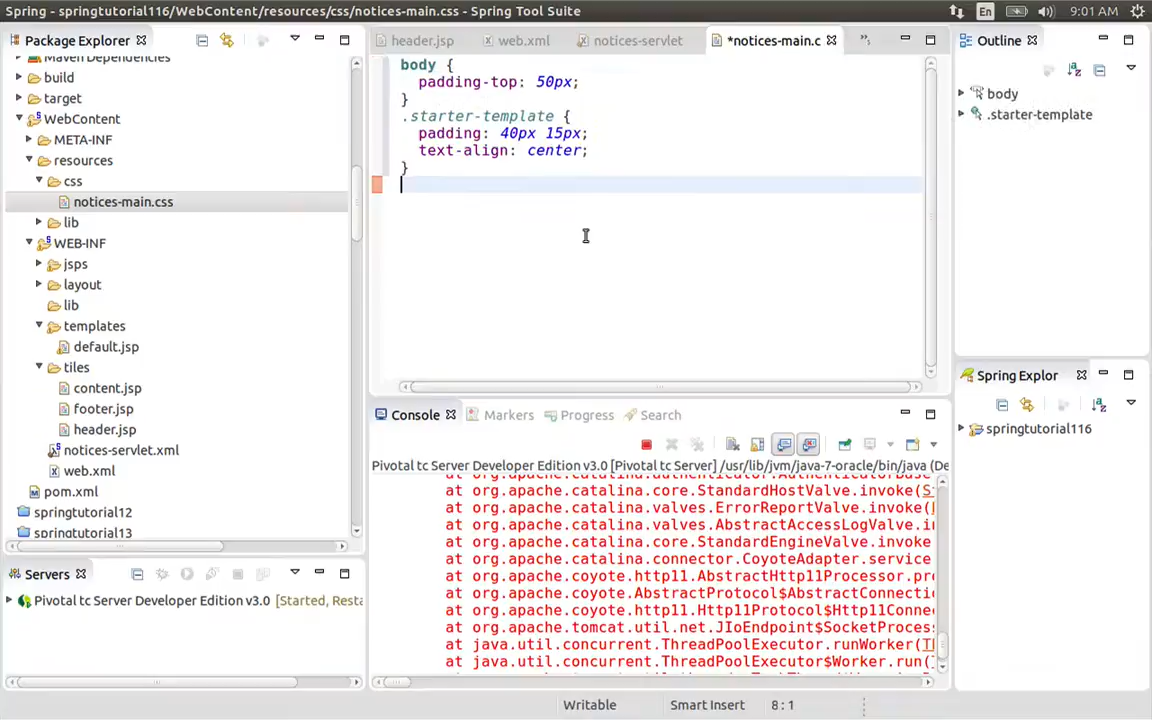 Spring - springtutorial116/WebContent/resources/css/notices-main.css - Spring Tool Suite
En
9:01 AM
Package Explorer
build
target
WebContent
META-INF
resources
css
notices-main.css
lib
WEB-INF
jsps
layout
lib
templates
default.jsp
tiles
content.jsp
footer.jsp
header.jsp
notices-servlet.xml
web.xml
pom.xml
springtutorial12
springtutorial13
Servers
Pivotal tc Server Developer Edition v3.0 [Started, Resta
header.jsp
web.xml
notices-servlet
*notices-main.c
body {
padding-top: 50px;
}
.starter-template {
padding: 40px 15px;
text-align: center;
}
Console
Markers
Progress
Search
Pivotal tc Server Developer Edition v3.0 [Pivotal tc Server] /usr/lib/jvm/java-7-oracle/bin/java (De
at org.apache.catalina.core.StandardHostValve.invoke(S
at org.apache.catalina.valves.ErrorReportValve.invoke(
at org.apache.catalina.valves.AbstractAccessLogValve.i
at org.apache.catalina.core.StandardEngineValve.invoke
at org.apache.catalina.connector.CoyoteAdapter.service
at org.apache.coyote.http11.AbstractHttp11Processor.pr
at org.apache.coyote.AbstractProtocol$AbstractConnecti
at org.apache.coyote.http11.Http11Protocol$Http11Conne
at org.apache.tomcat.util.net.JIoEndpoint$SocketProces
at java.util.concurrent.ThreadPoolExecutor.runWorker(T
at java.util.concurrent.ThreadPoolExecutor$Worker.run(
Outline
body
.starter-template
Spring Explor
springtutorial116
Writable
Smart Insert
8 : 1